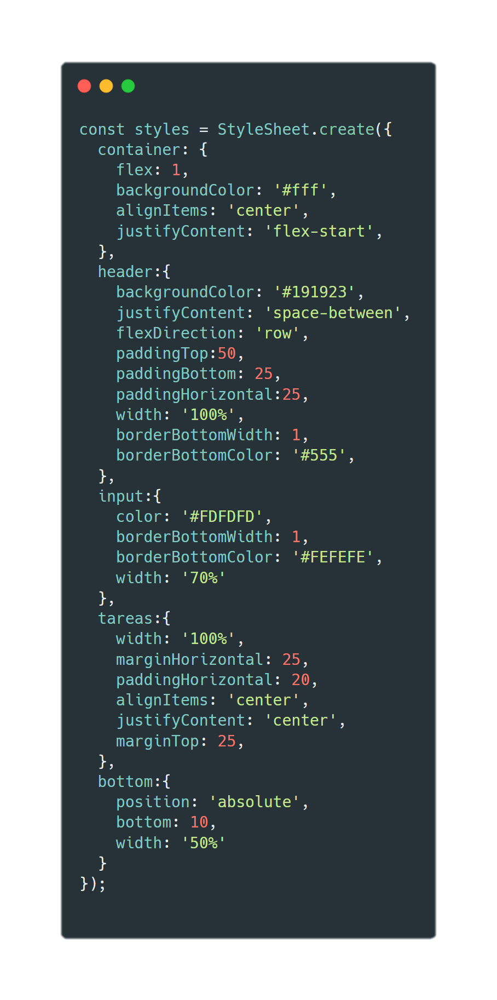 const styles = StyleSheet.create({
  container: {
    flex: 1,
    backgroundColor: '#fff',
    alignItems: 'center',
    justifyContent: 'flex-start',
  },
  header:{
    backgroundColor: '#191923',
    justifyContent: 'space-between',
    flexDirection: 'row',
    paddingTop:50,
    paddingBottom: 25,
    paddingHorizontal:25,
    width: '100%',
    borderBottomWidth: 1,
    borderBottomColor: '#555',
  },
  input:{
    color: '#FDFDFD',
    borderBottomWidth: 1,
    borderBottomColor: '#FEFEFE',
    width: '70%'
  },
  tareas:{
    width: '100%',
    marginHorizontal: 25,
    paddingHorizontal: 20,
    alignItems: 'center',
    justifyContent: 'center',
    marginTop: 25,
  },
  bottom:{
    position: 'absolute',
    bottom: 10,
    width: '50%'
  }
});